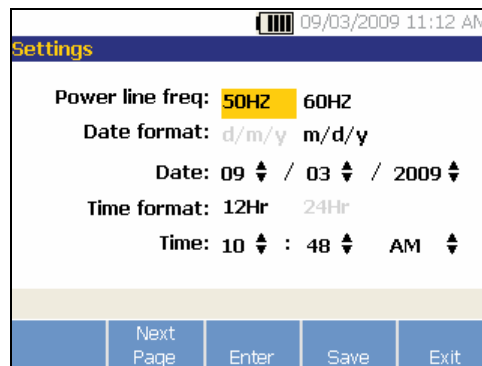 09/03/2009 11:12 AM
Settings
Power line freq: 50HZ 60HZ
Date format: d/m/y m/d/y
Date: 09 / 03 / 2009
Time format: 12Hr 24Hr
Time: 10 : 48 AM
Next
Page Enter Save Exit